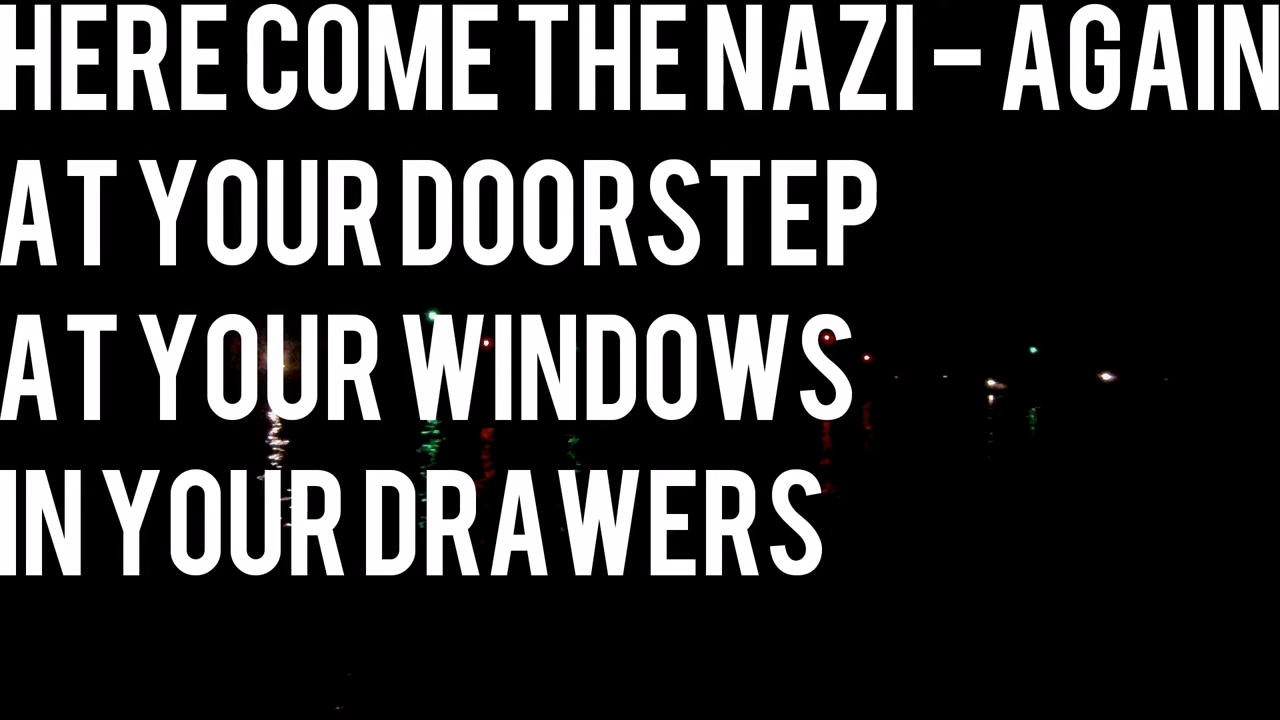 HERE COME THE NAZI – AGAIN
AT YOUR DOORSTEP
AT YOUR WINDOWS
IN YOUR DRAWERS